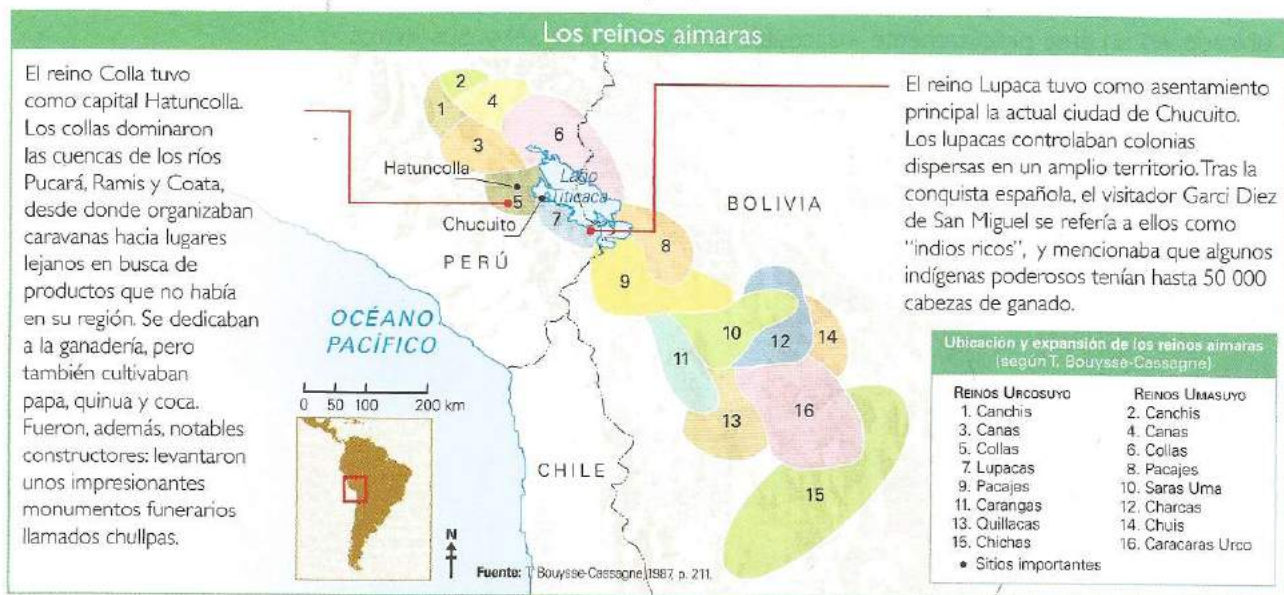 Los reinos aimaras
El reino Colla tuvo
como capital Hatuncolla.
Los collas dominaron
las cuencas de los ríos
Pucará, Ramis y Coata,
desde donde organizaban
caravanas hacia lugares
lejanos en busca de
productos que no había
en su región. Se dedicaban
a la ganadería, pero
también cultivaban
papa, quinua y coca.
Fueron, además, notables
constructores: levantaron
unos impresionantes
monumentos funerarios
llamados chullpas.
2
1
4
6
3
Hatuncolla
Lago
Titicaca
5
Chucuito
7
PERÚ
BOLIVIA
8
9
10
12
14
11
13
16
15
OCÉANO
PACÍFICO
0 50 100 200 km
CHILE
N
Fuente: T. Bouysse-Cassagne, 1987, p. 211.
El reino Lupaca tuvo como asentamiento
principal la actual ciudad de Chucuito.
Los lupacas controlaban colonias
dispersas en un amplio territorio. Tras la
conquista española, el visitador Garci Diez
de San Miguel se refería a ellos como
"indios ricos", y mencionaba que algunos
indígenas poderosos tenían hasta 50 000
cabezas de ganado.
Ubicación y expansión de los reinos aimaras
(según T. Bouysse-Cassagne)
REINOS URCOSUYO
1. Canchis
3. Canas
5. Collas
7. Lupacas
9. Pacajes
11. Carangas
13. Quillacas
15. Chichas
REINOS UMASUYO
2. Canchis
4. Canas
6. Collas
8. Pacajes
10. Saras Uma
12. Charcas
14. Chuis
16. Caracaras Urco
• Sitios importantes